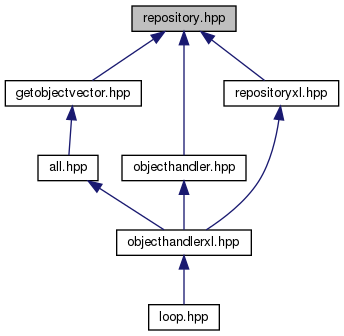 repository.hpp
getobjectvector.hpp
repositoryxl.hpp
all.hpp
objecthandler.hpp
objecthandlerxl.hpp
loop.hpp